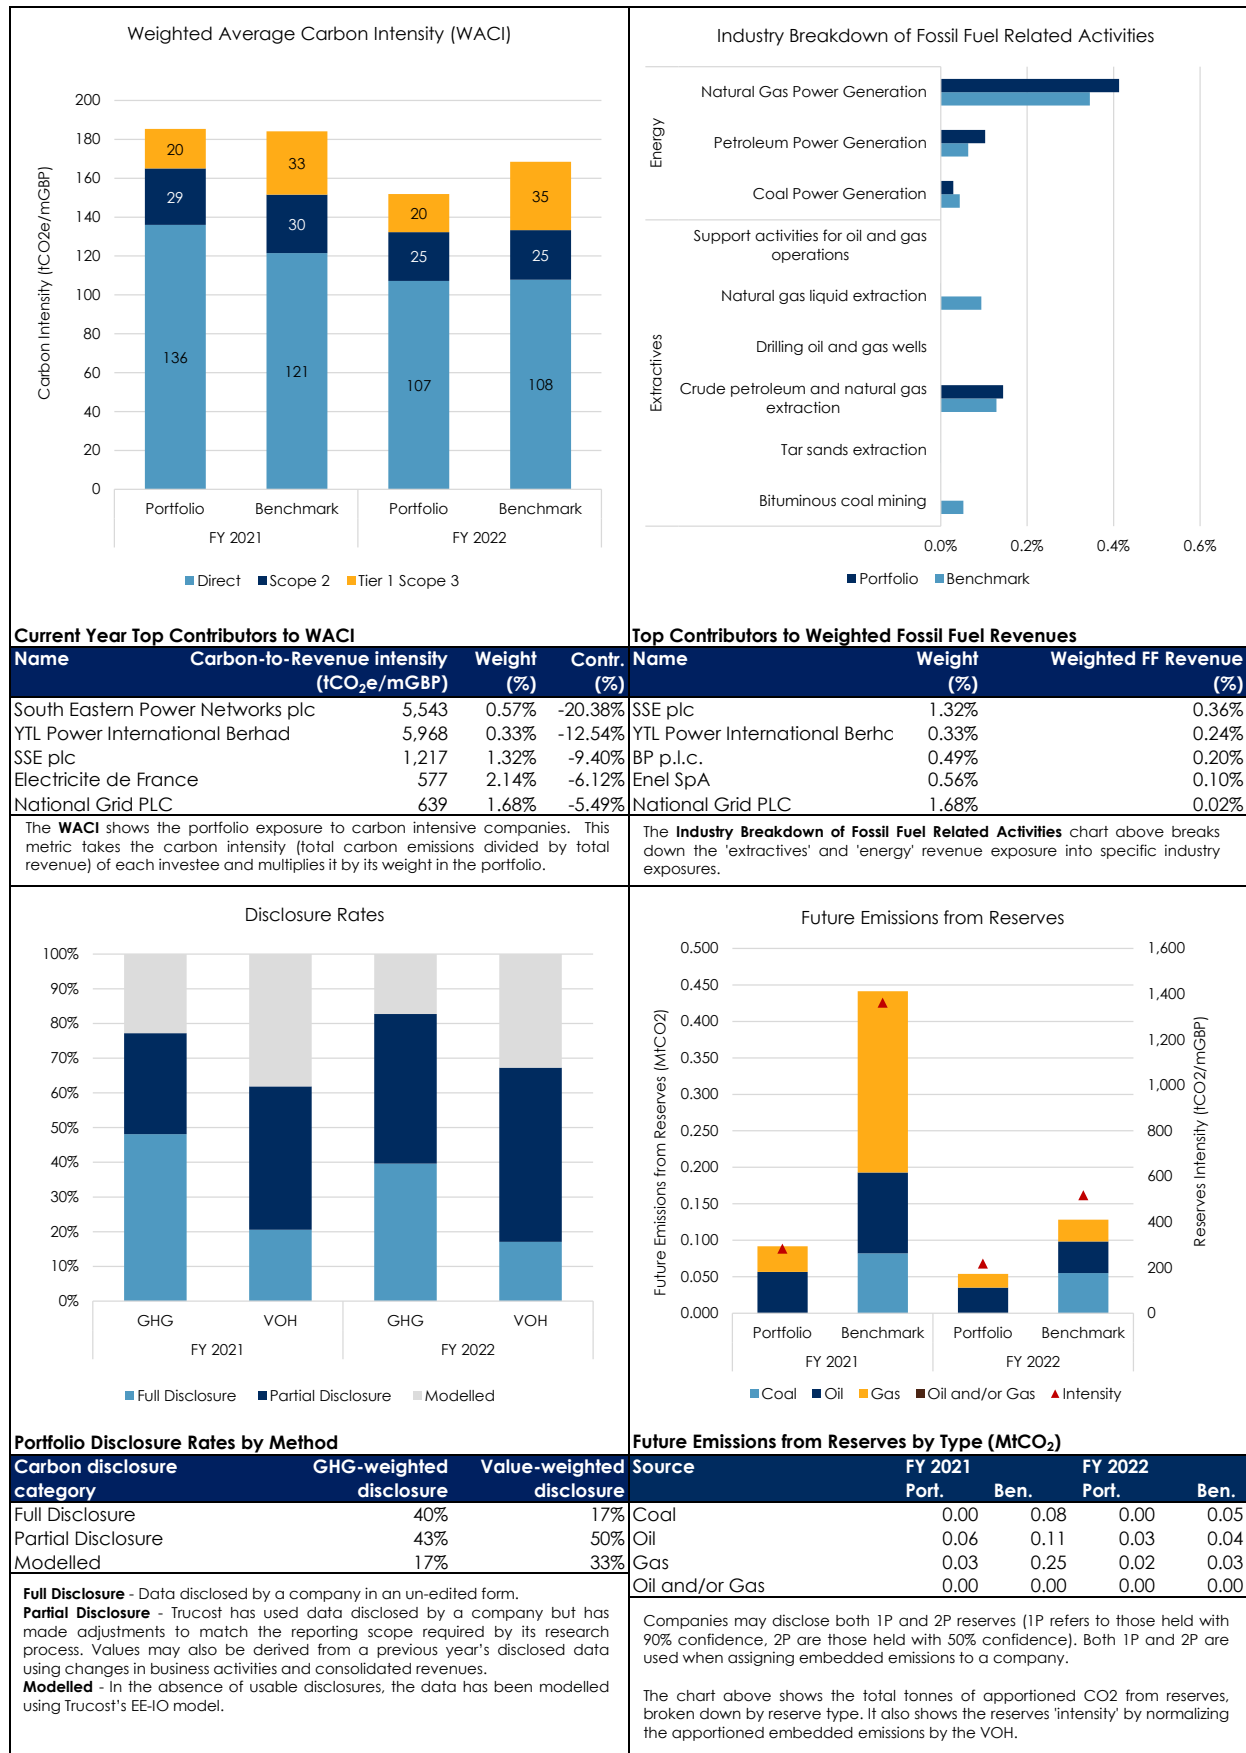 Weighted Average Carbon Intensity (WACI)
Carbon Intensity (tCO2e/mGBP)
200
180
160
140
120
100
80
60
40
20
0
20
29
136
33
30
121
20
25
107
35
25
108
Portfolio Benchmark Portfolio Benchmark
FY 2021 FY 2022
Direct Scope 2 Tier 1 Scope 3
Industry Breakdown of Fossil Fuel Related Activities
Energy
Natural Gas Power Generation
Petroleum Power Generation
Coal Power Generation
Extractives
Support activities for oil and gas
operations
Natural gas liquid extraction
Drilling oil and gas wells
Crude petroleum and natural gas
extraction
Tar sands extraction
Bituminous coal mining
0.0% 0.2% 0.4% 0.6%
Portfolio Benchmark
Current Year Top Contributors to WACI
Name Carbon-to-Revenue intensity Weight Contr.
(tCO2e/mGBP) (%) (%)
South Eastern Power Networks plc 5,543 0.57% -20.38%
YTL Power International Berhad 5,968 0.33% -12.54%
SSE plc 1,217 1.32% -9.40%
Electricite de France 577 2.14% -6.12%
National Grid PLC 639 1.68% -5.49%
The WACI shows the portfolio exposure to carbon intensive companies. This
metric takes the carbon intensity (total carbon emissions divided by total
revenue) of each investee and multiplies it by its weight in the portfolio.
Top Contributors to Weighted Fossil Fuel Revenues
Name Weight Weighted FF Revenue
(%) (%)
SSE plc 1.32% 0.36%
YTL Power International Berhc 0.33% 0.24%
BP p.l.c. 0.49% 0.20%
Enel SpA 0.56% 0.10%
National Grid PLC 1.68% 0.02%
The Industry Breakdown of Fossil Fuel Related Activities chart above breaks
down the 'extractives' and 'energy' revenue exposure into specific industry
exposures.
Disclosure Rates
100%
90%
80%
70%
60%
50%
40%
30%
20%
10%
0%
GHG VOH GHG VOH
FY 2021 FY 2022
Full Disclosure Partial Disclosure Modelled
Future Emissions from Reserves
Future Emissions from Reserves (MtCO2)
0.500
0.450
0.400
0.350
0.300
0.250
0.200
0.150
0.100
0.050
0.000
1,600
1,400
1,200
1,000
800
600
400
200
0
Reserves Intensity (tCO2/mGBP)
Portfolio Benchmark Portfolio Benchmark
FY 2021 FY 2022
Coal Oil Gas Oil and/or Gas Intensity
Portfolio Disclosure Rates by Method
Carbon disclosure GHG-weighted Value-weighted
category disclosure disclosure
Full Disclosure 40% 17%
Partial Disclosure 43% 50%
Modelled 17% 33%
Full Disclosure - Data disclosed by a company in an un-edited form.
Partial Disclosure - Trucost has used data disclosed by a company but has
made adjustments to match the reporting scope required by its research
process. Values may also be derived from a previous year's disclosed data
using changes in business activities and consolidated revenues.
Modelled - In the absence of usable disclosures, the data has been modelled
using Trucost's EE-IO model.
Future Emissions from Reserves by Type (MtCO2)
Source FY 2021 FY 2022
Port. Ben. Port. Ben.
Coal 0.00 0.08 0.00 0.05
Oil 0.06 0.11 0.03 0.04
Gas 0.03 0.25 0.02 0.03
Oil and/or Gas 0.00 0.00 0.00 0.00
Companies may disclose both 1P and 2P reserves (1P refers to those held with
90% confidence, 2P are those held with 50% confidence). Both 1P and 2P are
used when assigning embedded emissions to a company.
The chart above shows the total tonnes of apportioned CO2 from reserves,
broken down by reserve type. It also shows the reserves 'intensity' by normalizing
the apportioned embedded emissions by the VOH.